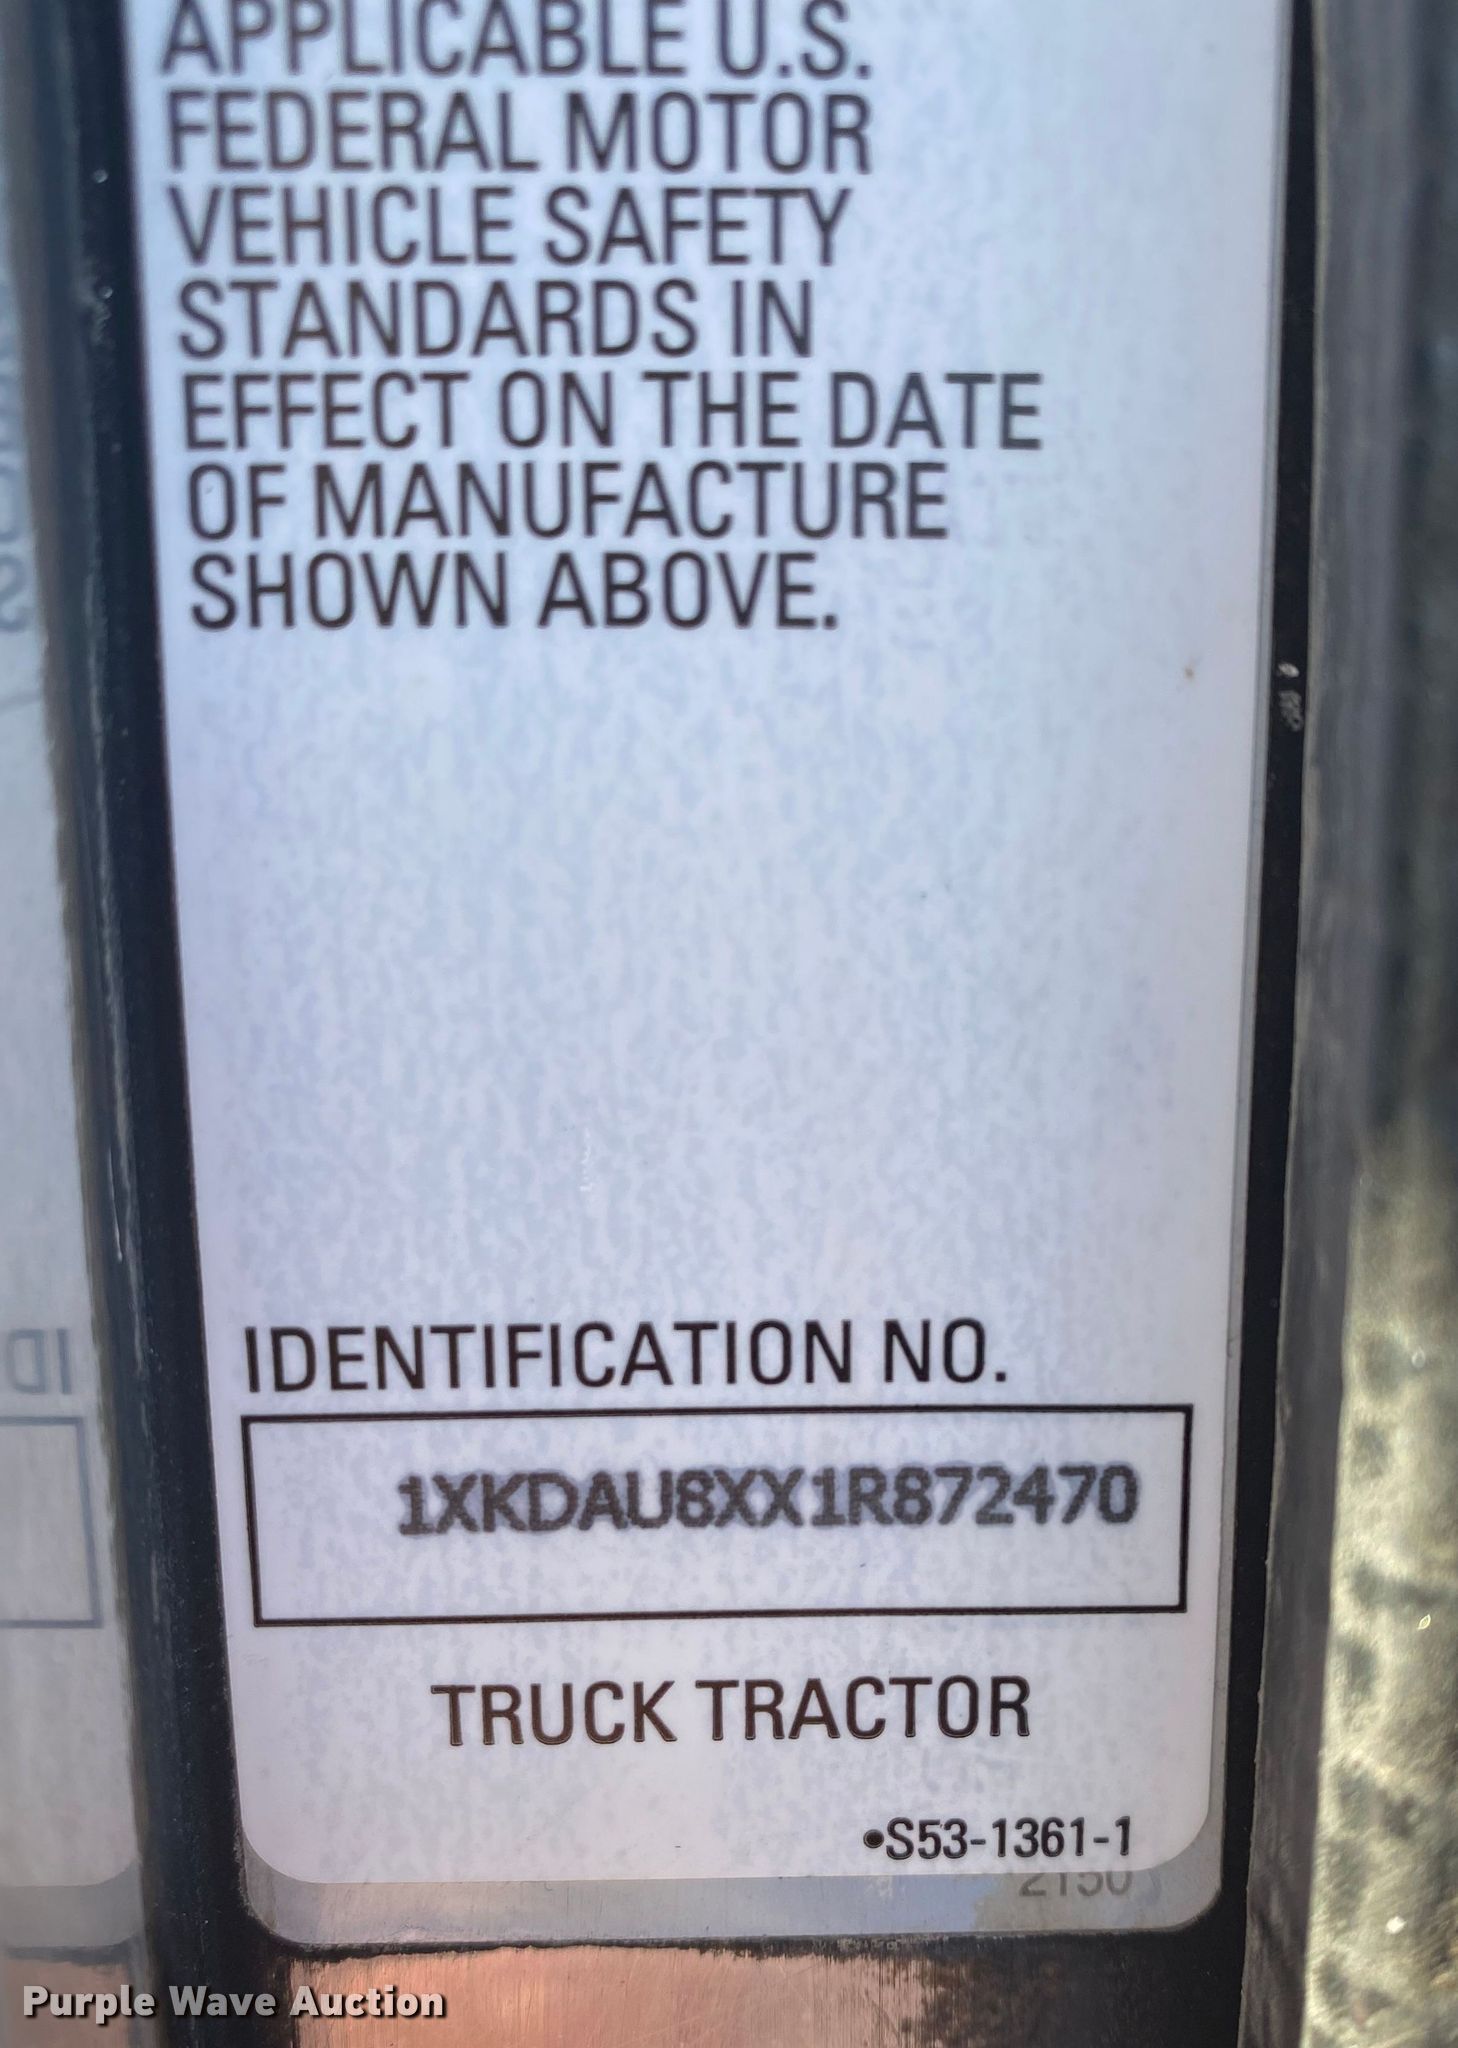 APPLICABLE U.S.
FEDERAL MOTOR
VEHICLE SAFETY
STANDARDS IN
EFFECT ON THE DATE
OF MANUFACTURE
SHOWN ABOVE.
IDENTIFICATION NO.
1XKDAU8XX1R872470
TRUCK TRACTOR
•S53-1361-1
2150
Purple Wave Auction